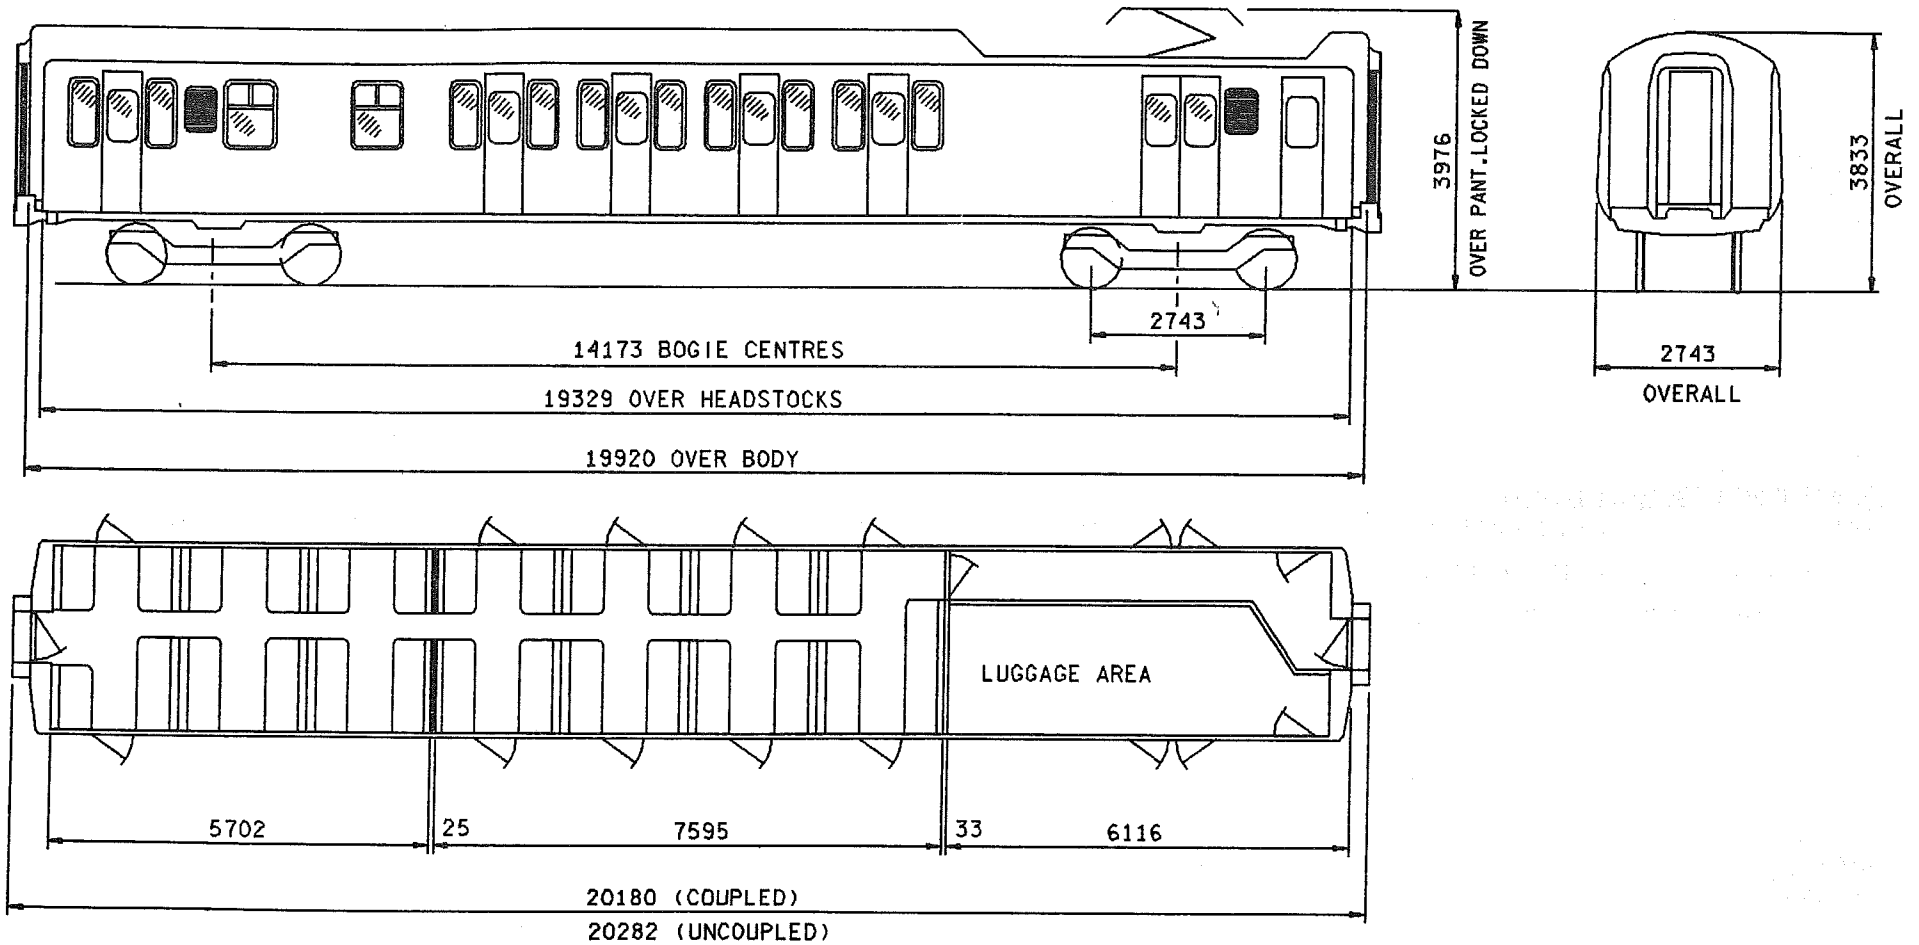 3976
OVER PANT.LOCKED DOWN
3833
OVERALL
2743
14173 BOGIE CENTRES
2743
OVERALL
19329 OVER HEADSTOCKS
19920 OVER BODY
LUGGAGE AREA
5702
25
7595
33
6116
20180 (COUPLED)
20282 (UNCOUPLED)